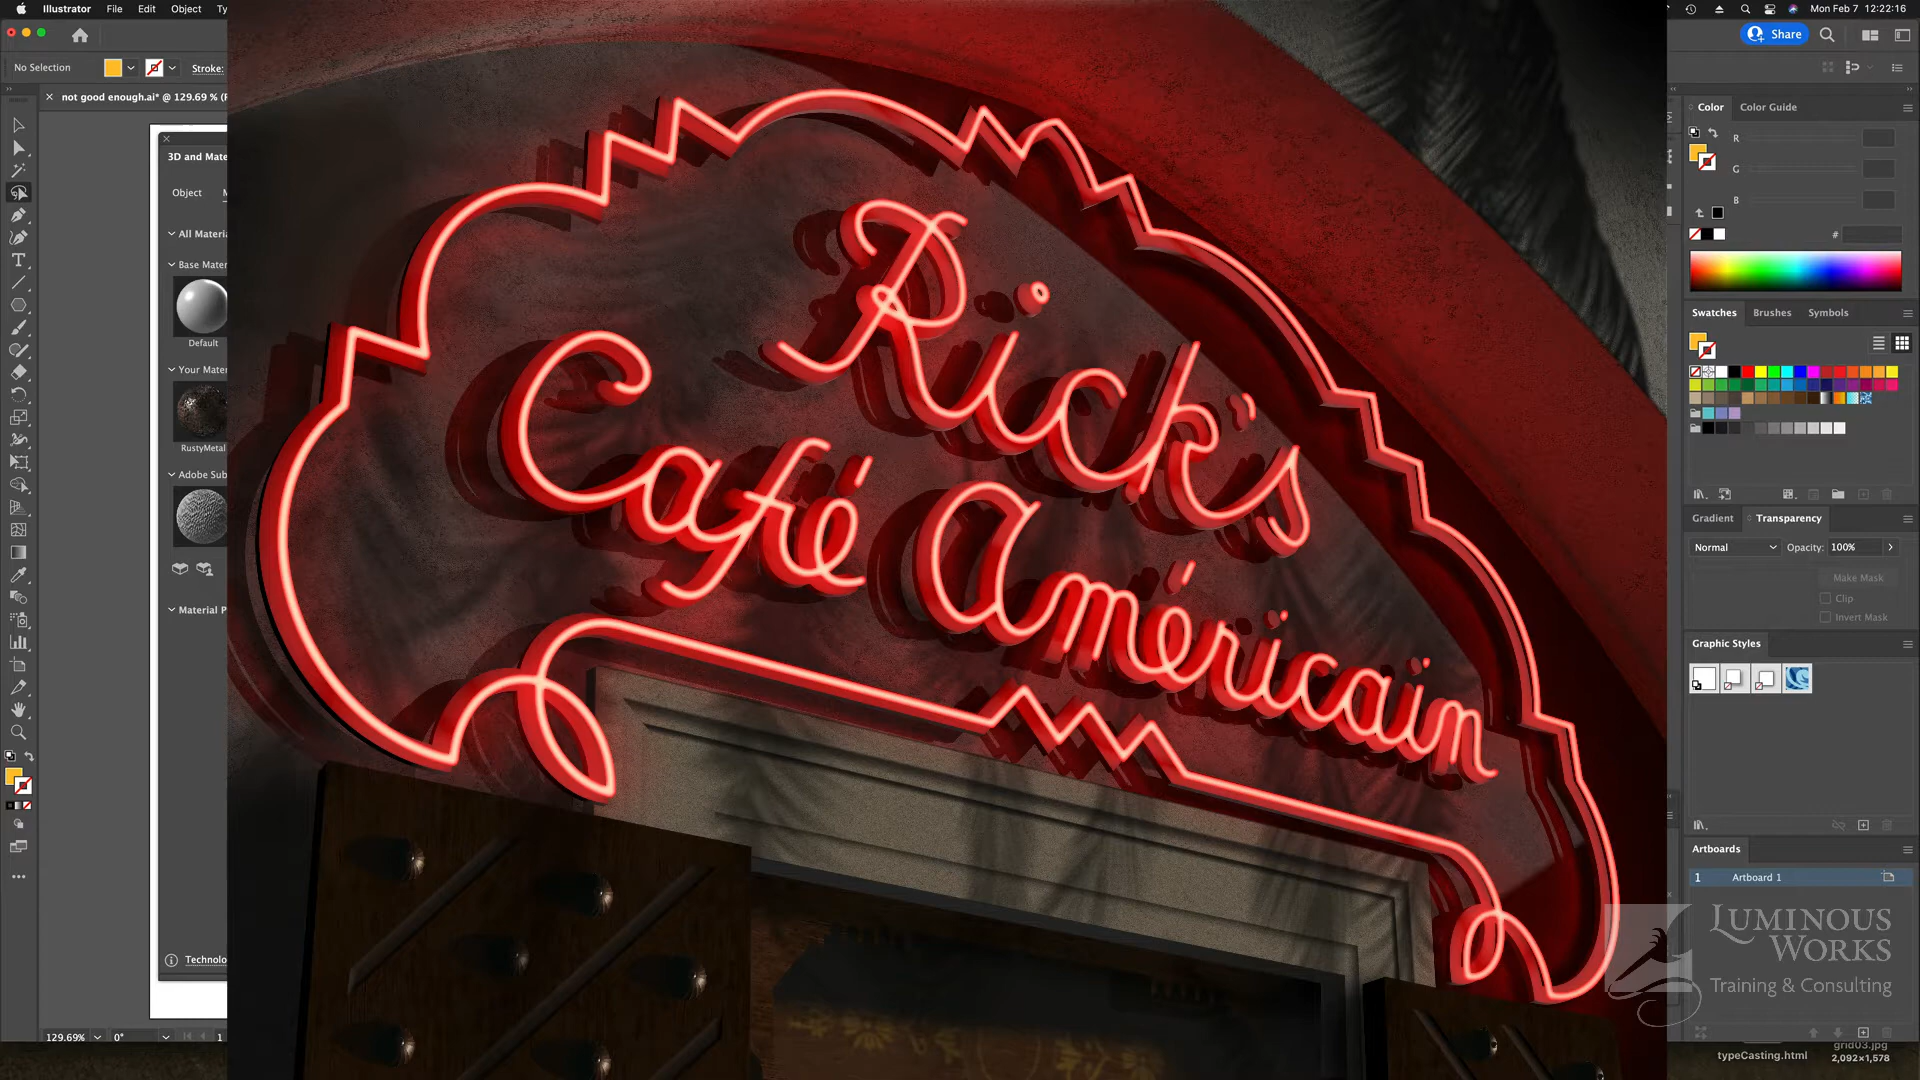 Illustrator File Edit Object Ty
Mon Feb 7 12:22:16
Share
No Selection
Stroke:
not good enough.ai* @ 129.69 % (R
3D and Mate
Object M
All Materi
Base Mater
Default
Your Mater
RustyMetal
Adobe Sub
Material P
Technolo
129.69% 0° 1
Rick's
Café Américaiin
Color Color Guide
R
G
B
#
Swatches Brushes Symbols
Gradient Transparency
Normal Opacity: 100%
Make Mask
Clip
Invert Mask
Graphic Styles
Artboards
1 Artboard 1
LUMINOUS
WORKS
Training & Consulting
grid03.jpg
typeCasting.html 2,092×1,578